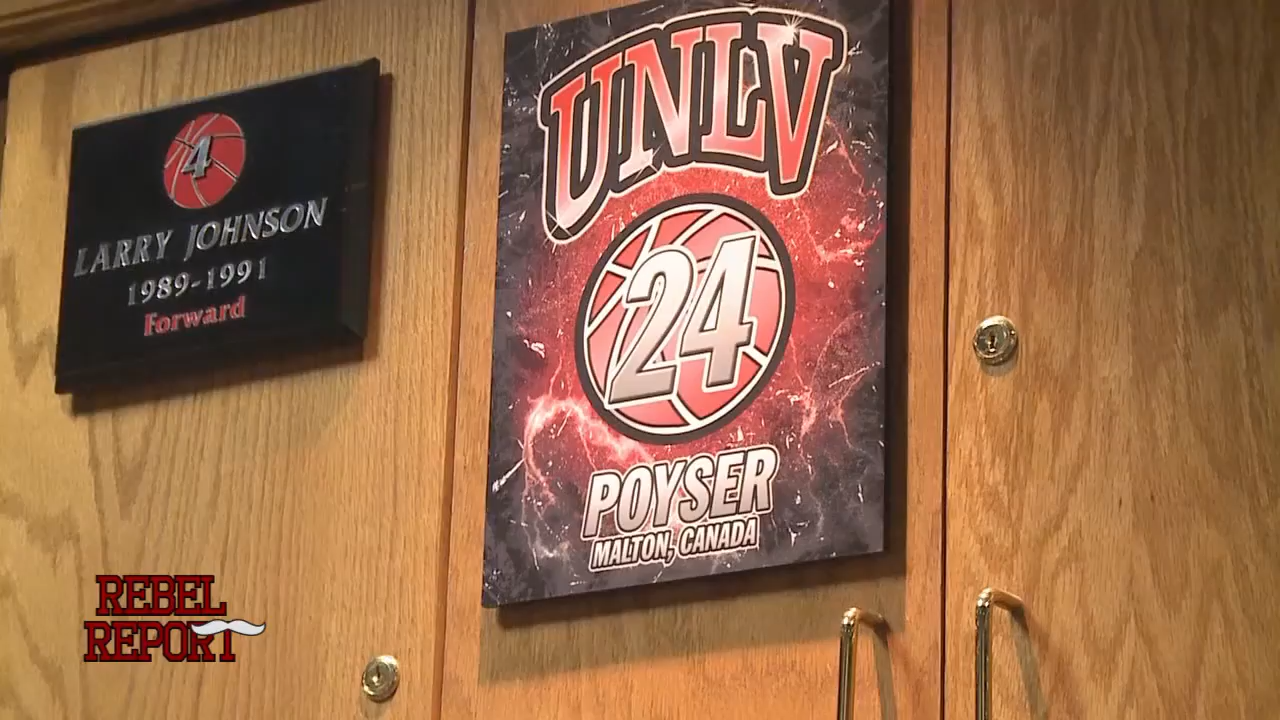 4
LARRY JOHNSON
1989-1991
Forward
UNLV
24
POYSER
MALTON, CANADA
REBEL
REPORT